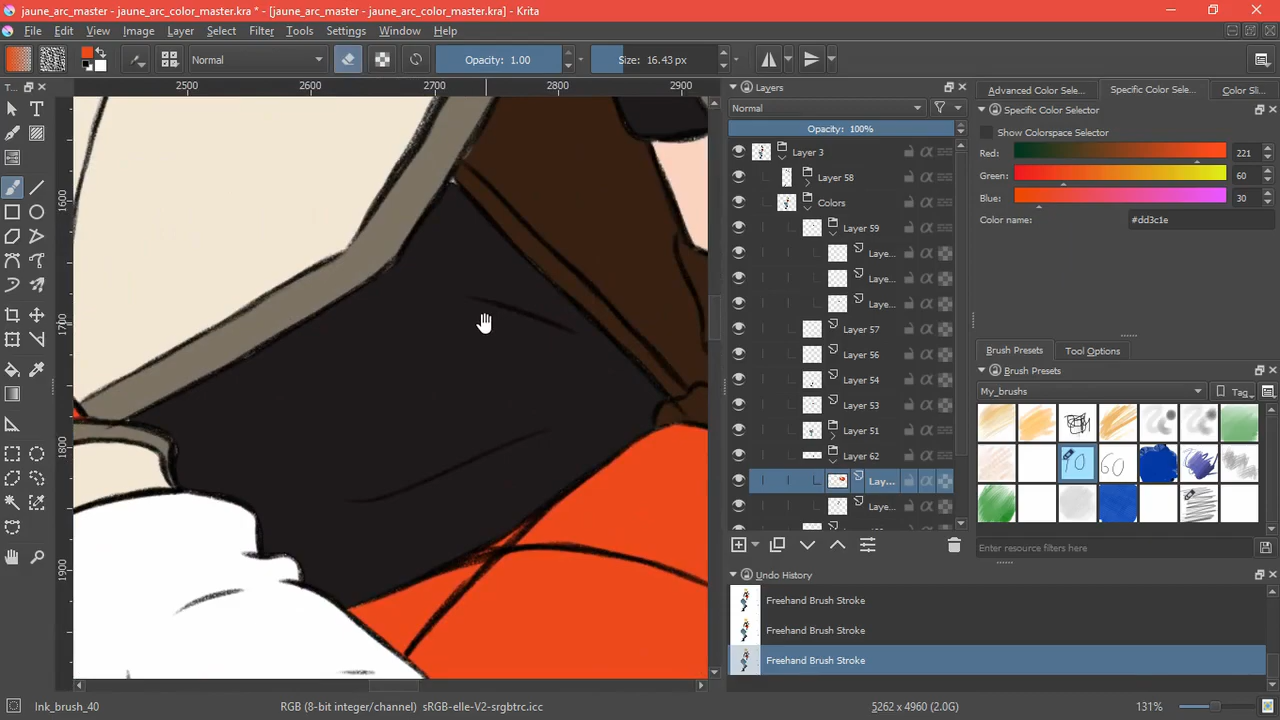 jaune_arc_master - jaune_arc_color_master.kra * - [jaune_arc_master - jaune_arc_color_master.kra] - Krita
File Edit View Image Layer Select Filter Tools Settings Window Help
Normal Opacity: 1.00 Size: 16.43 px
T...
2500 2600 2700 2800 2900
1600
1700
1800
1900
Layers
Normal
Opacity: 100%
Layer 3
Layer 58
Colors
Layer 59
Laye...
Laye...
Laye...
Layer 57
Layer 56
Layer 54
Layer 53
Layer 51
Layer 62
Lay...
Laye...
Undo History
Freehand Brush Stroke
Freehand Brush Stroke
Freehand Brush Stroke
Advanced Color Sele... Specific Color Selec... Color Sli...
Specific Color Selector
Show Colorspace Selector
Red: 221
Green: 60
Blue: 30
Color name: #dd3c1e
Brush Presets Tool Options
Brush Presets
My_brushes Tag
Enter resource filters here
Ink_brush_40 RGB (8-bit integer/channel) sRGB-elle-V2-srgbtrc.icc 5262 x 4960 (2.0G) 131%